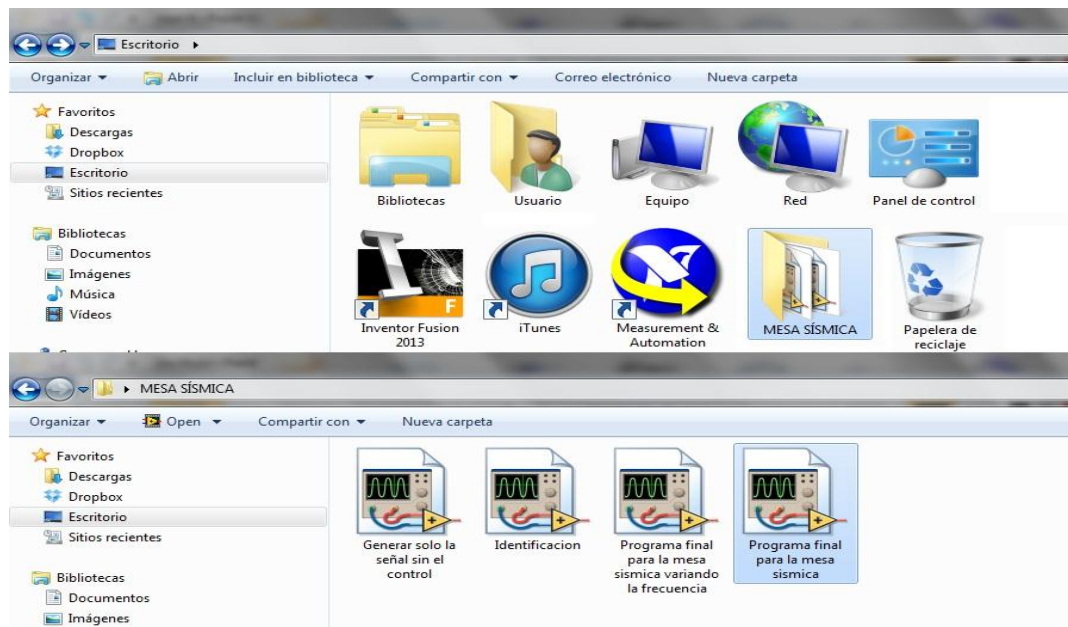 Escritorio
Organizar
Abrir
Incluir en biblioteca
Compartir con
Correo electrónico
Nueva carpeta
Favoritos
Descargas
Dropbox
Escritorio
Sitios recientes
Bibliotecas
Documentos
Imágenes
Música
Vídeos
Bibliotecas
Usuario
Equipo
Red
Panel de control
Inventor Fusion
2013
iTunes
Measurement &
Automation
MESA SÍSMICA
Papelera de
reciclaje
MESA SÍSMICA
Organizar
Open
Compartir con
Nueva carpeta
Favoritos
Descargas
Dropbox
Escritorio
Sitios recientes
Bibliotecas
Documentos
Imágenes
Generar solo la
señal sin el
control
Identificacion
Programa final
para la mesa
sismica variando
la frecuencia
Programa final
para la mesa
sismica